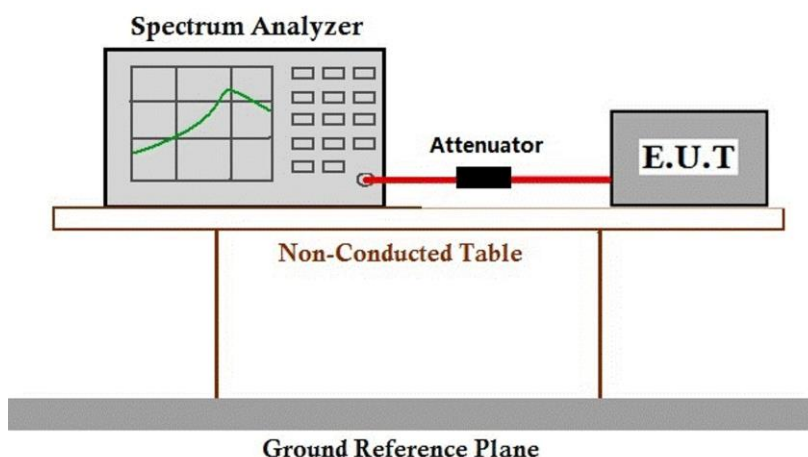 Spectrum Analyzer
Attenuator
E.U.T
Non-Conducted Table
Ground Reference Plane